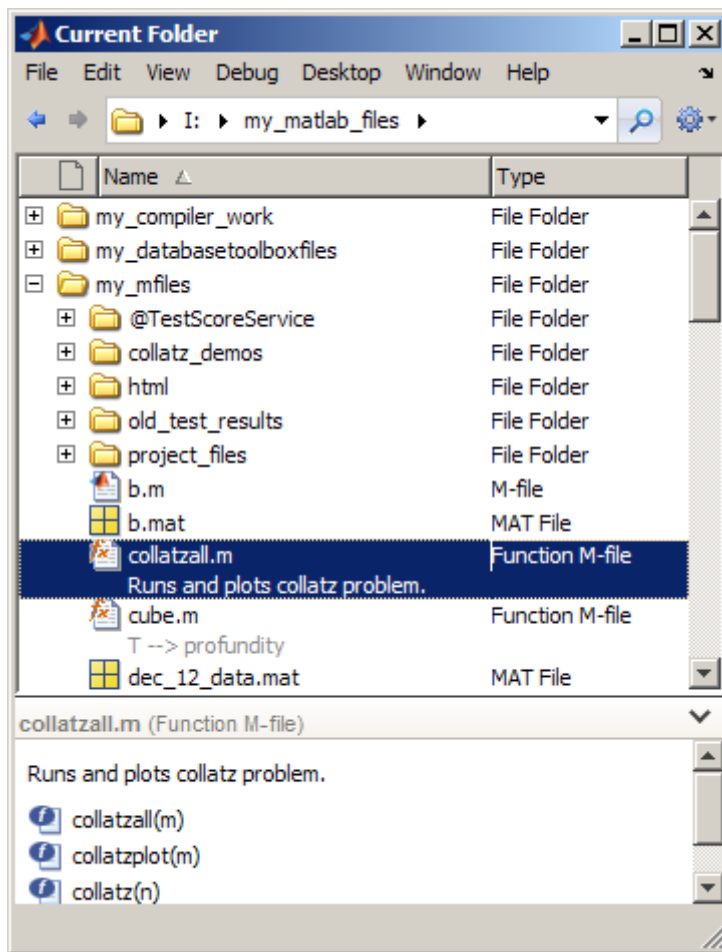 Current Folder
File Edit View Debug Desktop Window Help
I: my_matlab_files
Name Type
my_compiler_work File Folder
my_databasetoolboxfiles File Folder
my_mfiles File Folder
@TestScoreService File Folder
collatz_demos File Folder
html File Folder
old_test_results File Folder
project_files File Folder
b.m M-file
b.mat MAT File
collatzall.m Function M-file
Runs and plots collatz problem.
cube.m Function M-file
T --> profundity
dec_12_data.mat MAT File
collatzall.m (Function M-file)
Runs and plots collatz problem.
collatzall(m)
collatzplot(m)
collatz(n)